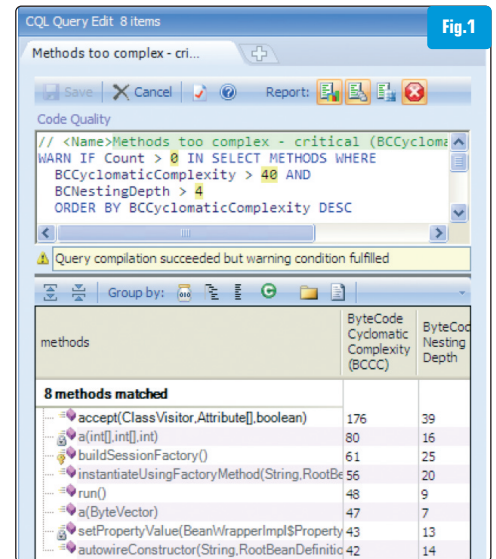 CQL Query Edit 8 items
Fig.1
Methods too complex - cri...
Save Cancel Report:
Code Quality
// <Name>Methods too complex - critical (BCCycloma
WARN IF Count > 0 IN SELECT METHODS WHERE
BCCyclomaticComplexity > 40 AND
BCNestingDepth > 4
ORDER BY BCCyclomaticComplexity DESC
Query compilation succeeded but warning condition fulfilled
Group by:
methods
ByteCode
Cyclomatic
Complexity
(BCCC)
ByteCod
Nesting
Depth
8 methods matched
accept(ClassVisitor,Attribute[],boolean) 176 39
a(int[],int[],int) 80 16
buildSessionFactory() 61 25
instantiateUsingFactoryMethod(String,RootBe 56 20
run() 48 9
a(ByteVector) 47 7
setPropertyValue(BeanWrapperImpl$Property 43 13
autowireConstructor(String,RootBeanDefinitic 42 14